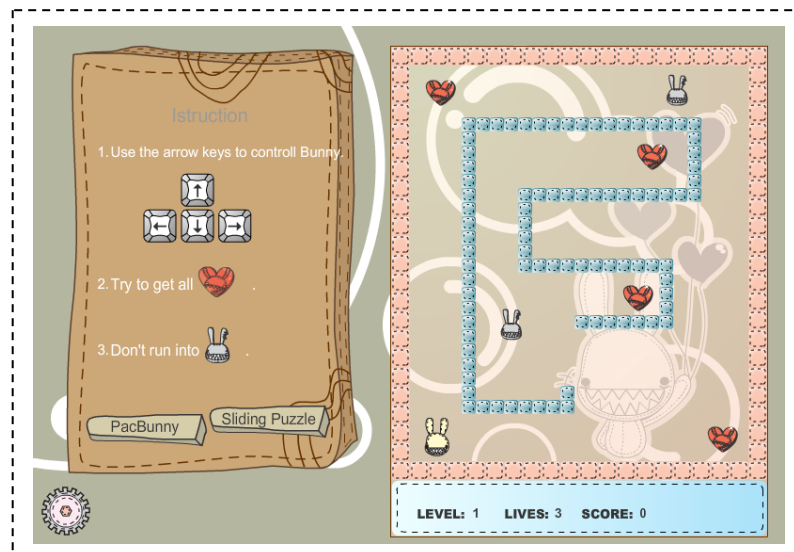 Istruction
1. Use the arrow keys to controll Bunny.
2. Try to get all .
3. Don't run into .
PacBunny
Sliding Puzzle
LEVEL: 1 LIVES: 3 SCORE: 0